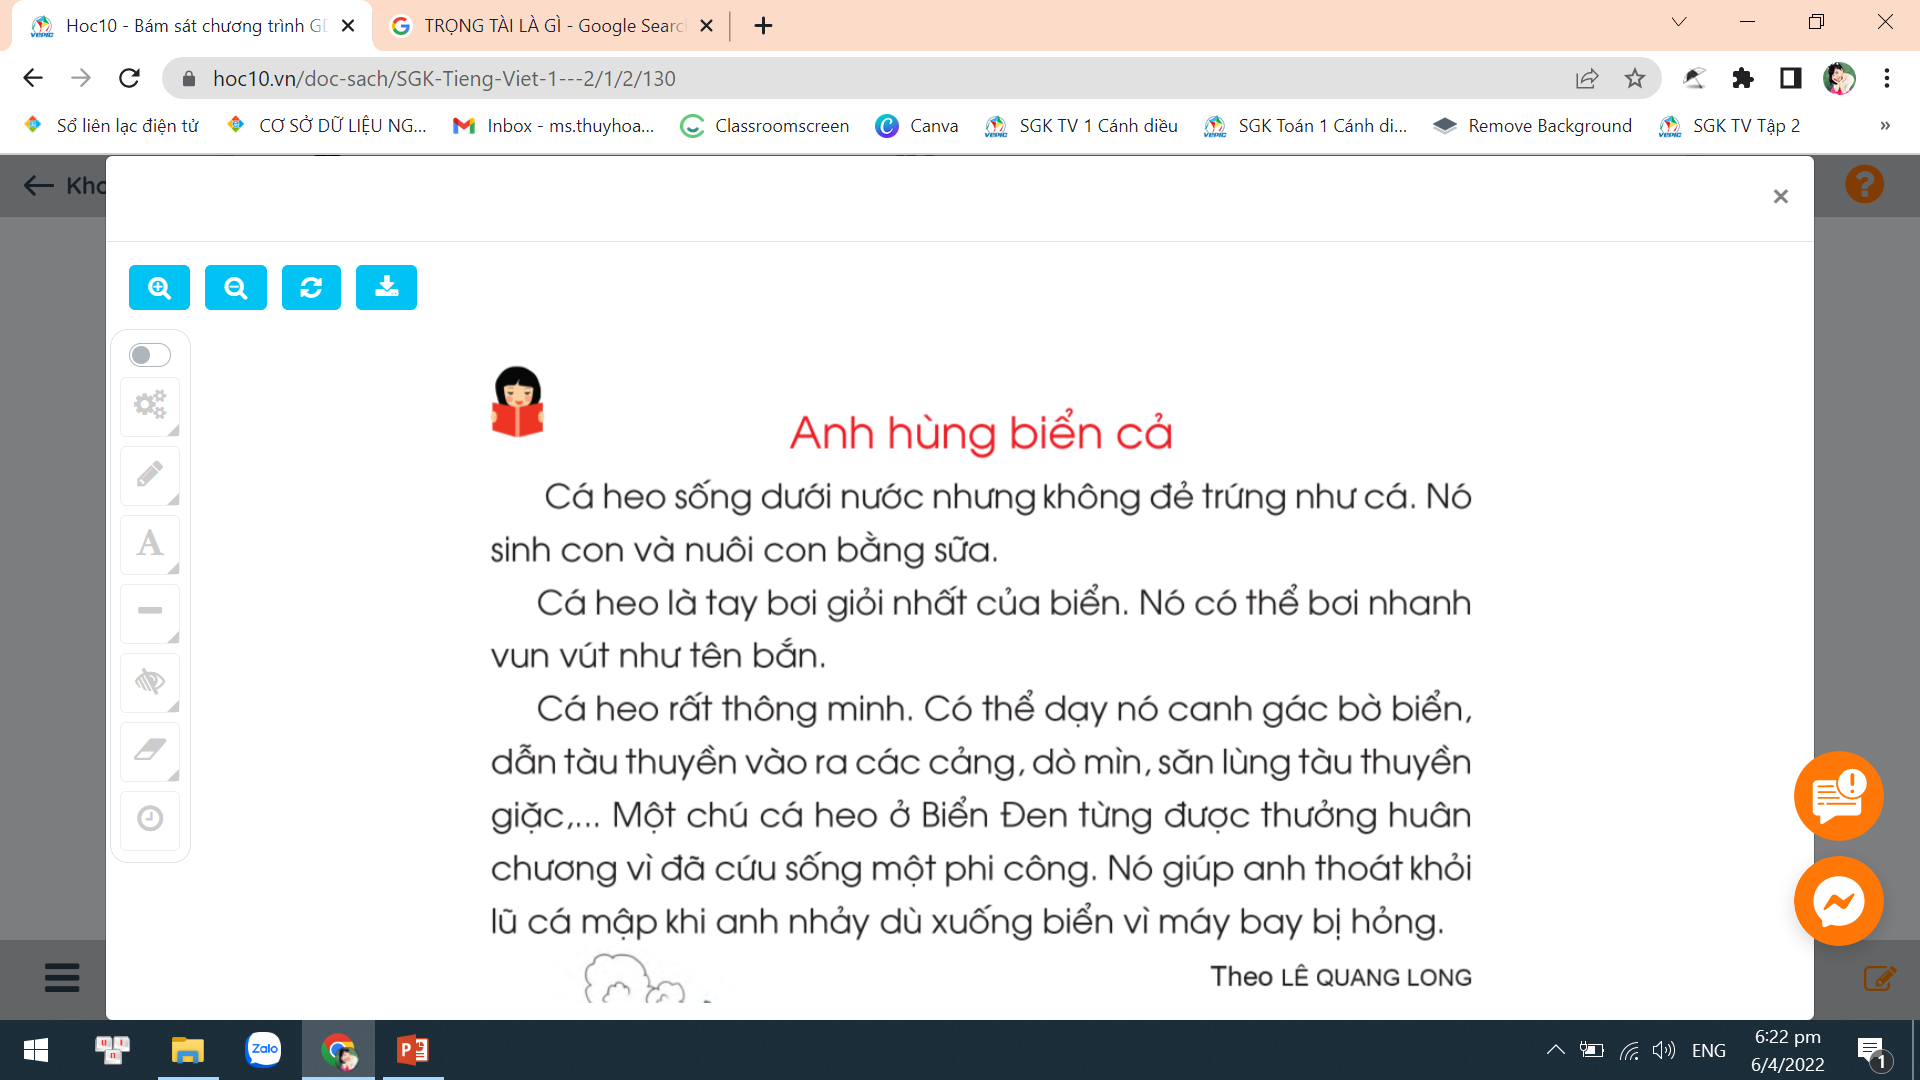 Hoc10 - Bám sát chương trình GD
TRỌNG TÀI LÀ GÌ - Google Search
hoc10.vn/doc-sach/SGK-Tieng-Viet-1---2/1/2/130
Sổ liên lạc điện tử
CƠ SỞ DỮ LIỆU NG...
Inbox - ms.thuyhoa...
Classroomscreen
Canva
SGK TV 1 Cánh diều
SGK Toán 1 Cánh di...
Remove Background
SGK TV Tập 2
»
Anh hùng biển cả
Cá heo sống dưới nước nhưng không đẻ trứng như cá. Nó
sinh con và nuôi con bằng sữa.
Cá heo là tay bơi giỏi nhất của biển. Nó có thể bơi nhanh
vun vút như tên bắn.
Cá heo rất thông minh. Có thể dạy nó canh gác bờ biển,
dẫn tàu thuyền vào ra các cảng, dò mìn, săn lùng tàu thuyền
giặc,... Một chú cá heo ở Biển Đen từng được thưởng huân
chương vì đã cứu sống một phi công. Nó giúp anh thoát khỏi
lũ cá mập khi anh nhảy dù xuống biển vì máy bay bị hỏng.
Theo LÊ QUANG LONG
Zalo
ENG
6:22 pm
6/4/2022
1